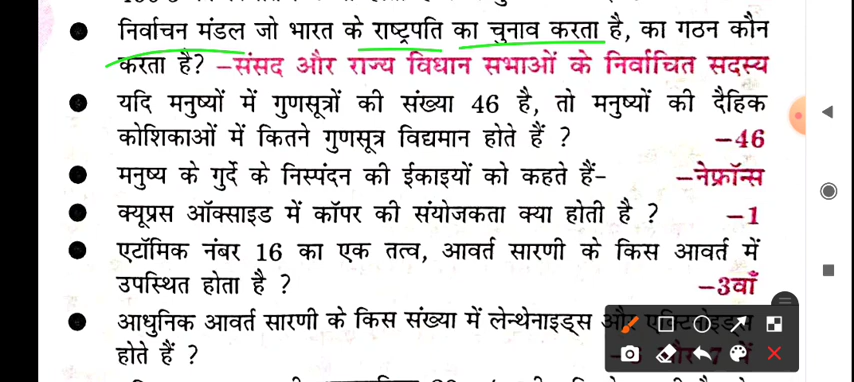 निर्वाचन मंडल जो भारत के राष्ट्रपति का चुनाव करता है, का गठन कौन
करता है? –संसद और राज्य विधान सभाओं के निर्वाचित सदस्य
यदि मनुष्यों में गुणसूत्रों की संख्या 46 है, तो मनुष्यों की दैहिक
कोशिकाओं में कितने गुणसूत्र विद्यमान होते हैं ? –46
मनुष्य के गुर्दे के निस्पंदन की ईकाइयों को कहते हैं- –नेफ्रॉन्स
क्यूप्रस ऑक्साइड में कॉपर की संयोजकता क्या होती है ? –1
एटॉमिक नंबर 16 का एक तत्व, आवर्त सारणी के किस आवर्त में
उपस्थित होता है ? –3वाँ
आधुनिक आवर्त सारणी के किस संख्या में लेन्थेनाइड्स
होते हैं ?